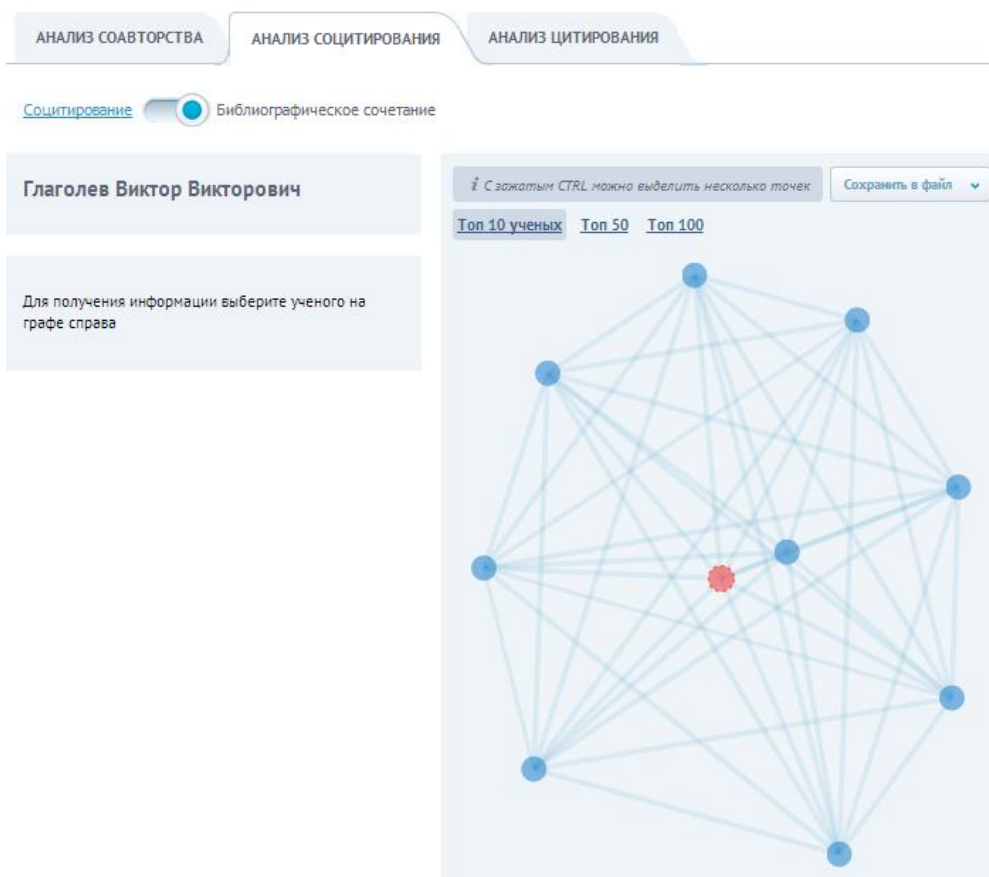 АНАЛИЗ СОАВТОРСТВА
АНАЛИЗ СОЦИТИРОВАНИЯ
АНАЛИЗ ЦИТИРОВАНИЯ
Социтирование
Библиографическое сочетание
Глаголев Виктор Викторович
i С зажатым CTRL можно выделить несколько точек
Сохранить в файл
Топ 10 ученых
Топ 50
Топ 100
Для получения информации выберите ученого на
графе справа